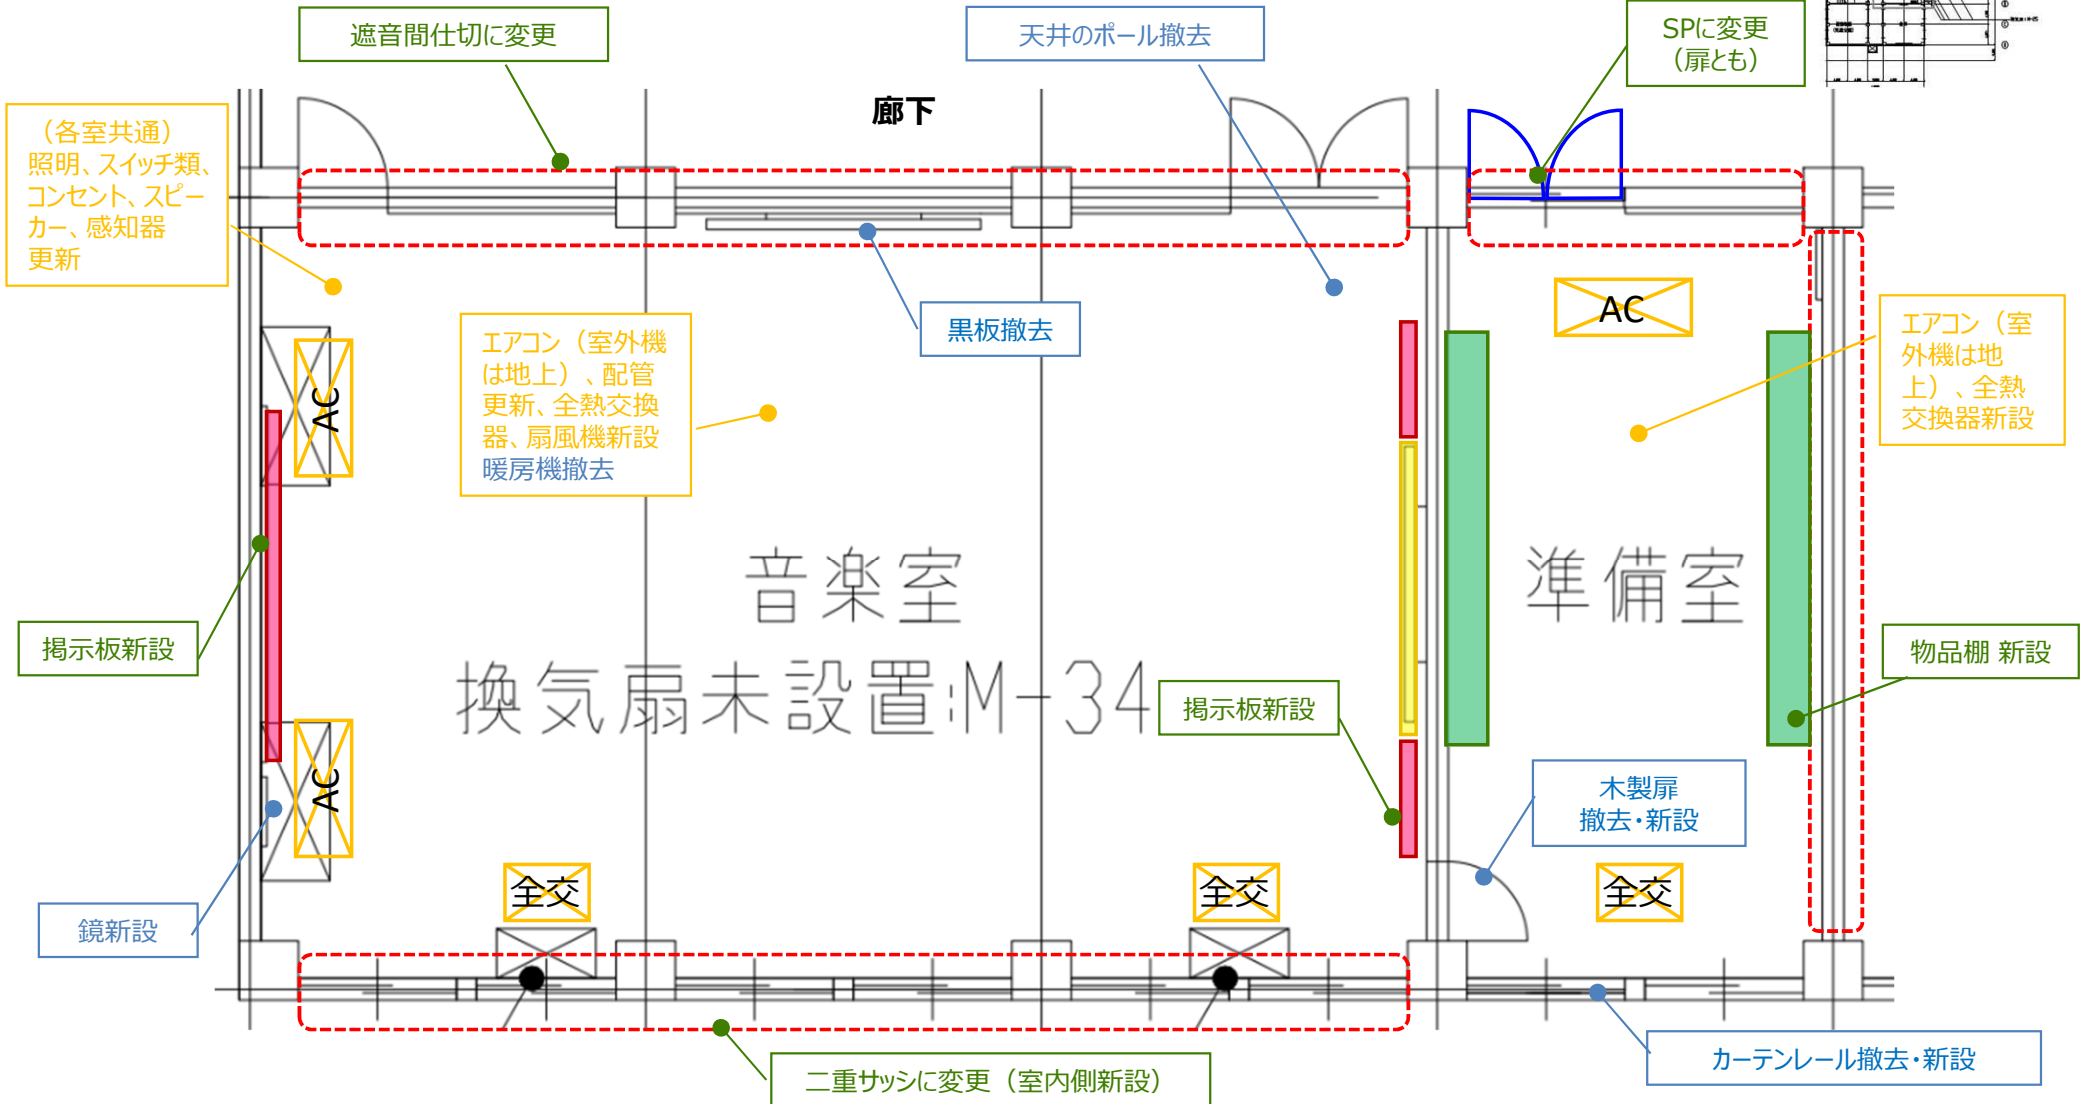 遮音間仕切に変更
天井のポール撤去
SPに変更
（扉とも）
廊下
（各室共通）
照明、スイッチ類、
コンセント、スピー
カー、感知器
更新
AC
エアコン（室外機
は地上）、配管
更新、全熱交換
器、扇風機新設
暖房機撤去
黒板撤去
AC
エアコン（室
外機は地
上）、全熱
交換器新設
音楽室
準備室
換気扇未設置:M-34
掲示板新設
掲示板新設
物品棚 新設
AC
木製扉
撤去・新設
全交
全交
全交
鏡新設
二重サッシに変更（室内側新設）
カーテンレール撤去・新設